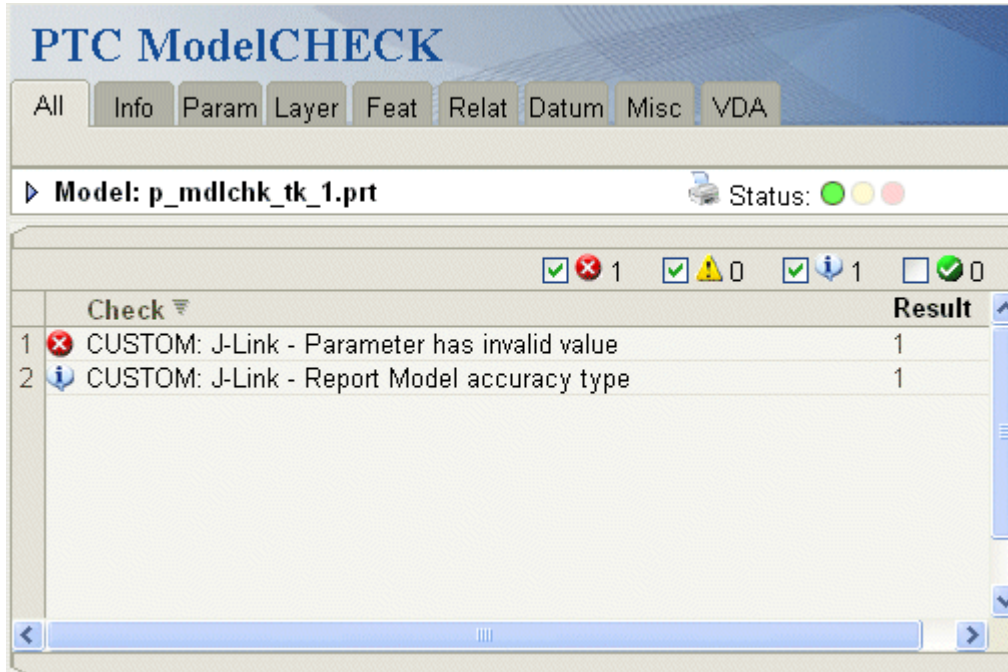 PTC ModelCHECK
All Info Param Layer Feat Relat Datum Misc VDA
Model: p_mdlchk_tk_1.prt Status:
1 0 1 0
Check Result
1 CUSTOM: J-Link - Parameter has invalid value 1
2 CUSTOM: J-Link - Report Model accuracy type 1